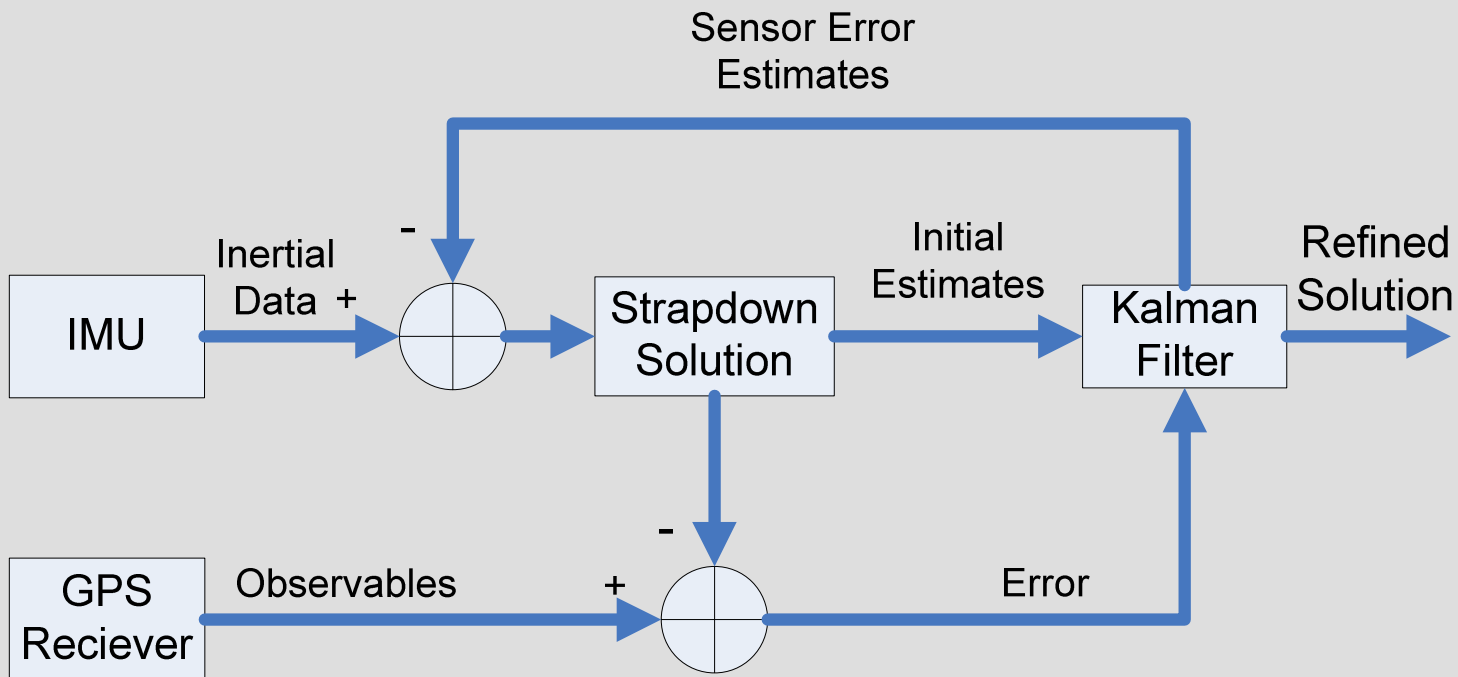 Sensor Error
Estimates
-
Inertial
Data +
Initial
Estimates
Refined
Solution
IMU
Strapdown
Solution
Kalman
Filter
-
GPS
Reciever
Observables
+
Error